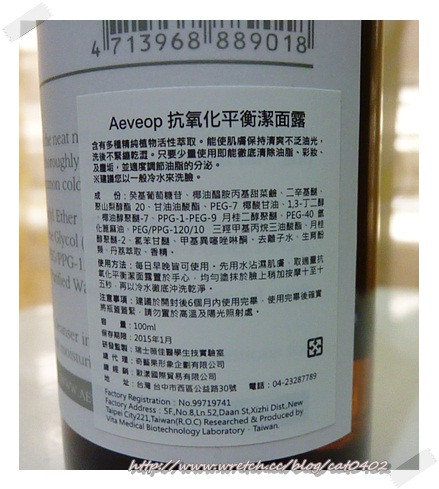 4 713968 889018
Aeveop 抗氧化平衡潔面露
含有多種精純植物活性萃取。能使肌膚保持清爽不泛油光,
洗後不緊繃乾澀。只要少量使用即能徹底清除油脂、彩妝
及塵垢,並適度調節油脂的分泌。
※建議您以一般冷水來洗臉。
成 份:癸基葡萄糖苷、椰油醯胺丙基甜菜鹼、二辛基醚、
聚山梨醇酯 20、甘油油酸酯、PEG-7 椰酸甘油、1,3-丁二醇
、椰油醇聚醚-7、PPG-1-PEG-9 月桂二醇聚醚、PEG-40 氫
化蓖麻油、PEG/PPG-120/10 三羥甲基丙烷三油酸酯、月桂
醇聚醚-2、氯苯甘醚、甲基異噻唑啉酮、去離子水、生育酚
類、丹基萃取、香精。
使用方法:每日早晚皆可使用。先用水沾濕肌膚,取適量抗
氧化平衡潔面露置於手心,均勻塗抹於臉上稍加按摩十至十
五秒,再以冷水徹底沖洗乾淨。
注意事項:建議於開封後6個月內使用完畢,使用完畢後確實
將瓶蓋蓋緊,請勿置於高溫及陽光照射處。
容 量:100ml
保存期限:2015年1月
研發監製:瑞士薇佳醫學生技實驗室
總 代 理:奇藝果形象企劃有限公司
總 經 銷:歐漾國際貿易有限公司
地 址:台灣 台中市西區公益路30號 電話:04-23287789
Factory Registration : No.99719741
Factory Address : 5F,No.8,Ln.52,Daan St,Xizhi Dist.,New
Taipei City221,Taiwan(R.O.C) Researched & Produced by
Vita Medical Biotechnology Laboratory - Taiwan.
http://www.wretch.cc/blog/cat0402